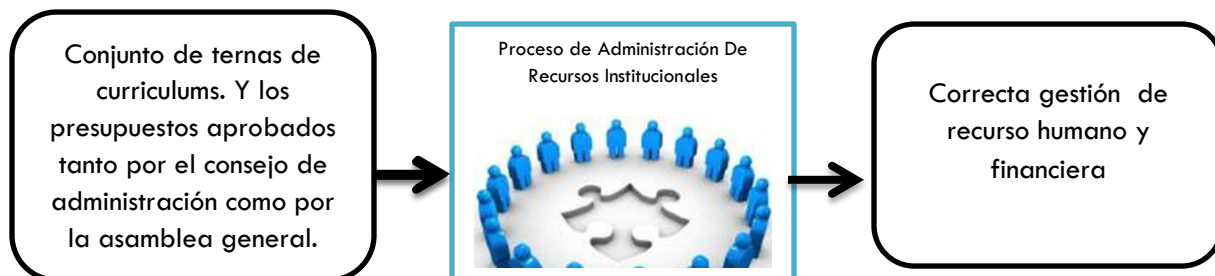 Conjunto de ternas de
curriculums. Y los
presupuestos aprobados
tanto por el consejo de
administración como por
la asamblea general.
Proceso de Administración De
Recursos Institucionales
Correcta gestión de
recurso humano y
financiera